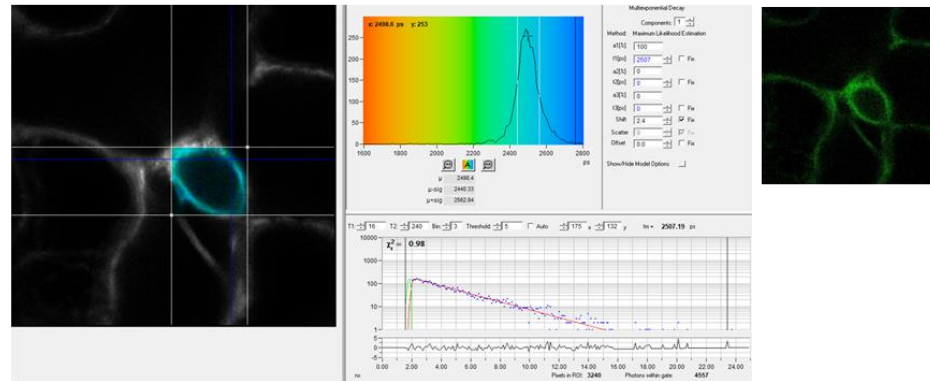 Multiexponential Decay
Components: 1
Method: Maximum Likelihood Estimation
x: 2498.6 ps y: 253
a1[%] 100
t1[ps] 2507 Fix
a2[%] 0
t2[ps] 0 Fix
a3[%] 0
t3[ps] 0 Fix
Shift 2.4 Fix
Scatter 0 Fix
Offset 0.0 Fix
Show/Hide Model Options:
300-
250-
200-
150-
100-
50-
0-
1600 1800 2000 2200 2400 2600 2800
ps
μ 2498.4
μ-sig
μ+sig
T1: 16 T2: 240 Bin: 3 Threshold: 5 Auto 175 x 132 y tm = 2507.19 ps
10000
χr² = 0.98
1000
100
10
1
5
0
-5
0.00 2.00 4.00 6.00 8.00 10.00 12.00 14.00 16.00 18.00 20.00 22.00 24.00
ns Pixels in ROI: 3240 Photons within gate: 4557